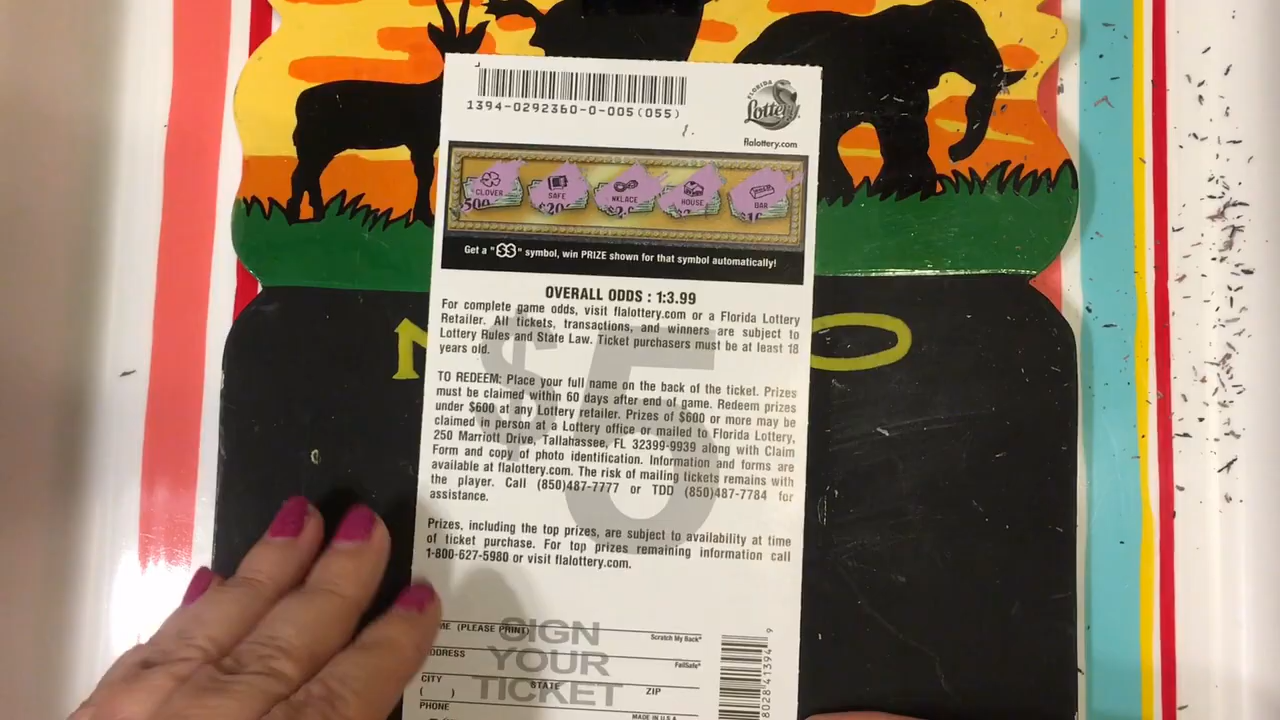 1394-0292360-0-005(055)
FLORIDA
Lottery
flalottery.com
CLOVER SAFE NKLACE HOUSE BAR
Get a "$$" symbol, win PRIZE shown for that symbol automatically!
OVERALL ODDS : 1:3.99
For complete game odds, visit flalottery.com or a Florida Lottery
Retailer. All tickets, transactions, and winners are subject to
Lottery Rules and State Law. Ticket purchasers must be at least 18
years old.
$5
TO REDEEM: Place your full name on the back of the ticket. Prizes
must be claimed within 60 days after end of game. Redeem prizes
under $600 at any Lottery retailer. Prizes of $600 or more may be
claimed in person at a Lottery office or mailed to Florida Lottery,
250 Marriott Drive, Tallahassee, FL 32399-9939 along with Claim
Form and copy of photo identification. Information and forms are
available at flalottery.com. The risk of mailing tickets remains with
the player. Call (850)487-7777 or TDD (850)487-7784 for
assistance.
Prizes, including the top prizes, are subject to availability at time
of ticket purchase. For top prizes remaining information call
1-800-627-5980 or visit flalottery.com.
(PLEASE PRINT)
Scratch My Back®
SIGN
YOUR
TICKET
FailSafe®
CITY STATE ZIP
( )
PHONE
MADE IN U.S.A.